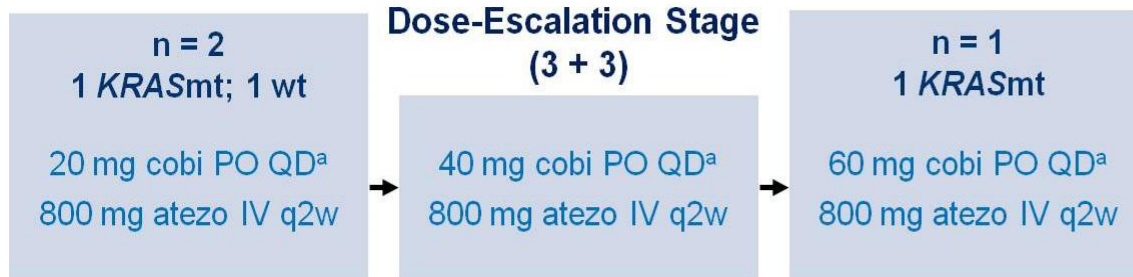 n = 2
1 KRASmt; 1 wt
20 mg cobi PO QDᵃ
800 mg atezo IV q2w
Dose-Escalation Stage
(3 + 3)
40 mg cobi PO QDᵃ
800 mg atezo IV q2w
n = 1
1 KRASmt
60 mg cobi PO QDᵃ
800 mg atezo IV q2w